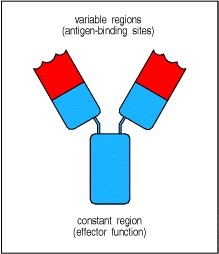 variable regions
(antigen-binding sites)
constant region
(effector function)